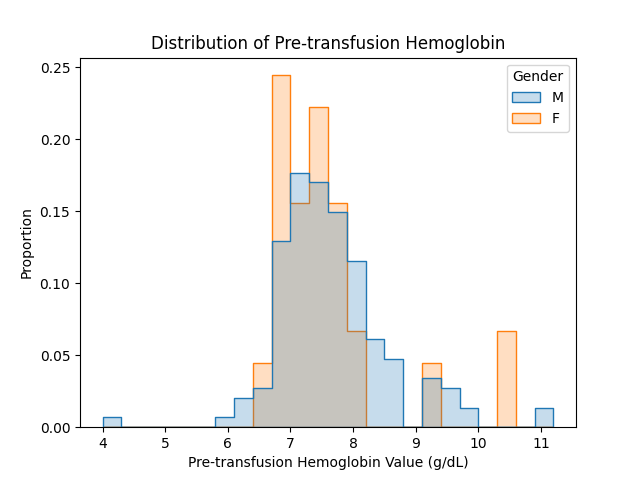 Distribution of Pre-transfusion Hemoglobin
Gender
M
F
Proportion
0.25
0.20
0.15
0.10
0.05
0.00
4 5 6 7 8 9 10 11
Pre-transfusion Hemoglobin Value (g/dL)